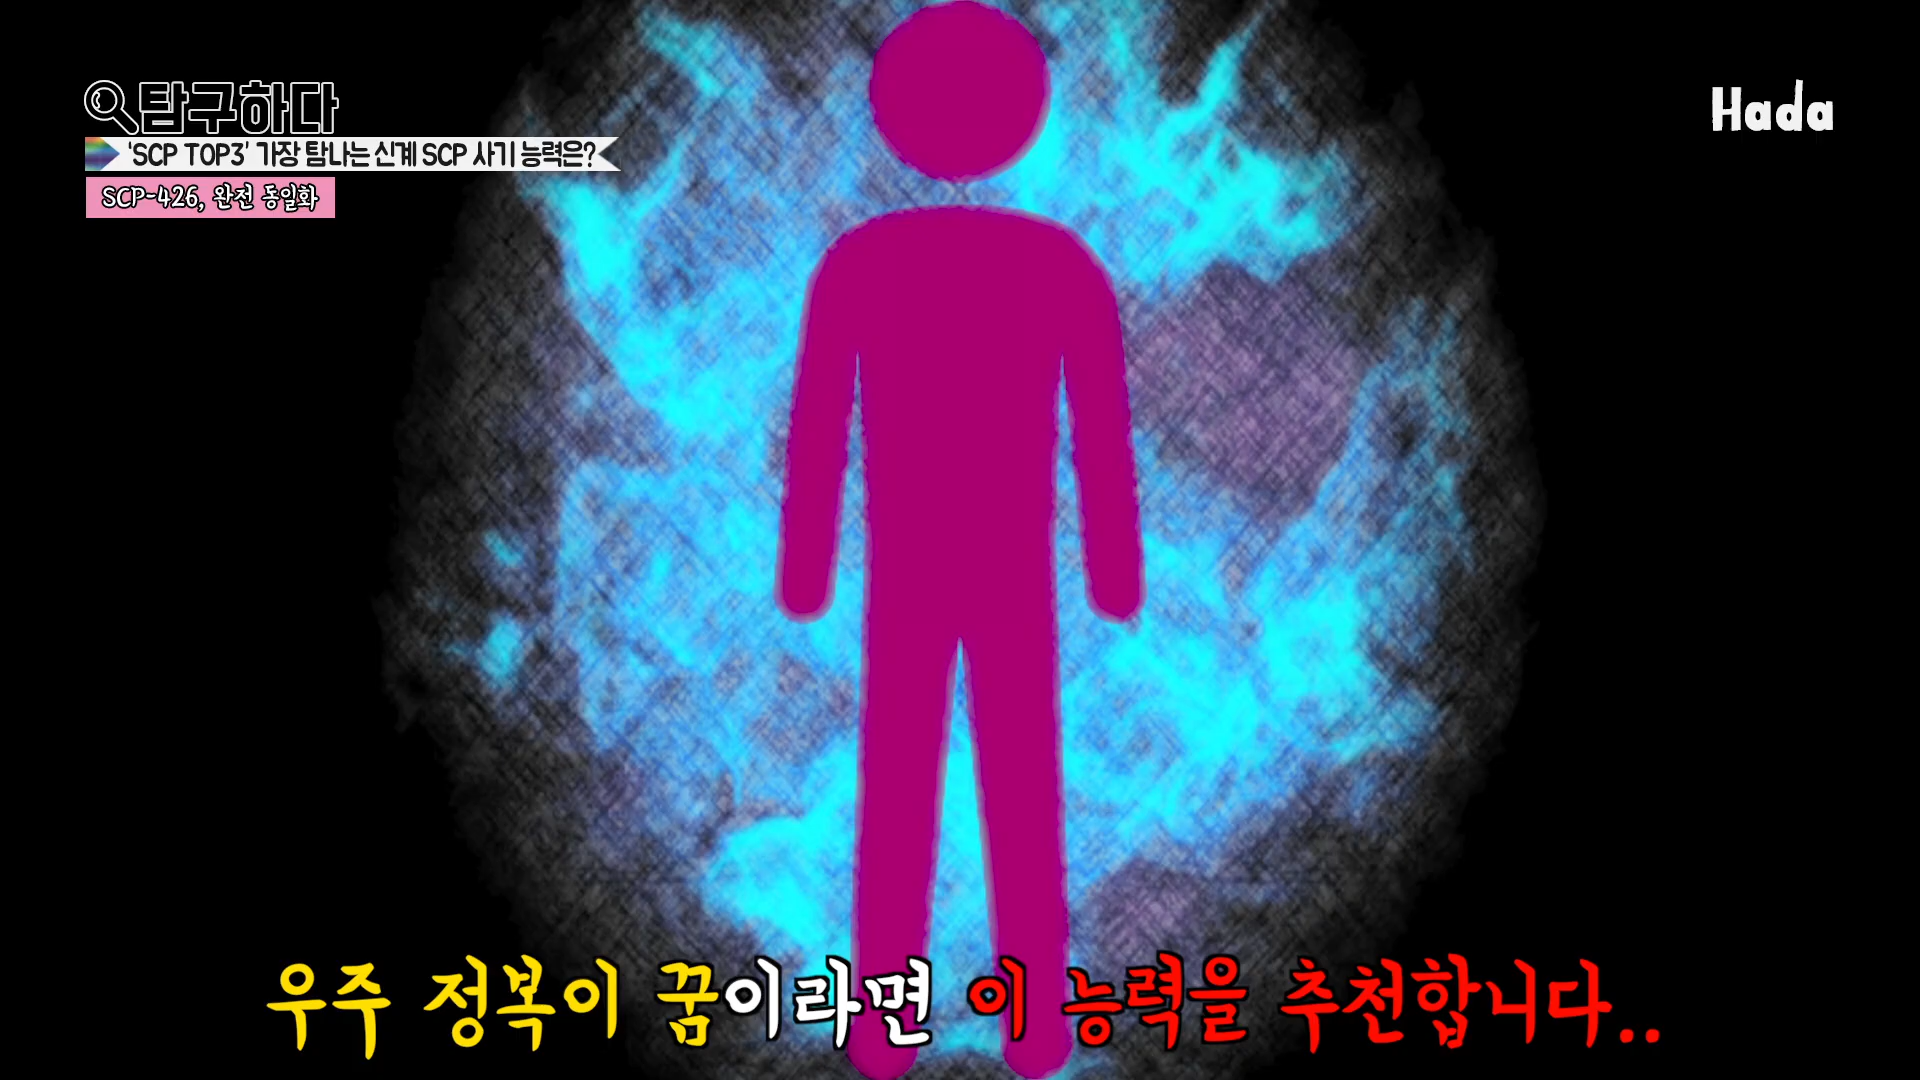 탐구하다
Hada
'SCP TOP3' 가장 탐나는 신계 SCP 사기 능력은?
SCP-426, 완전 동일화
우주 정복이 꿈이라면 이 능력을 추천합니다..